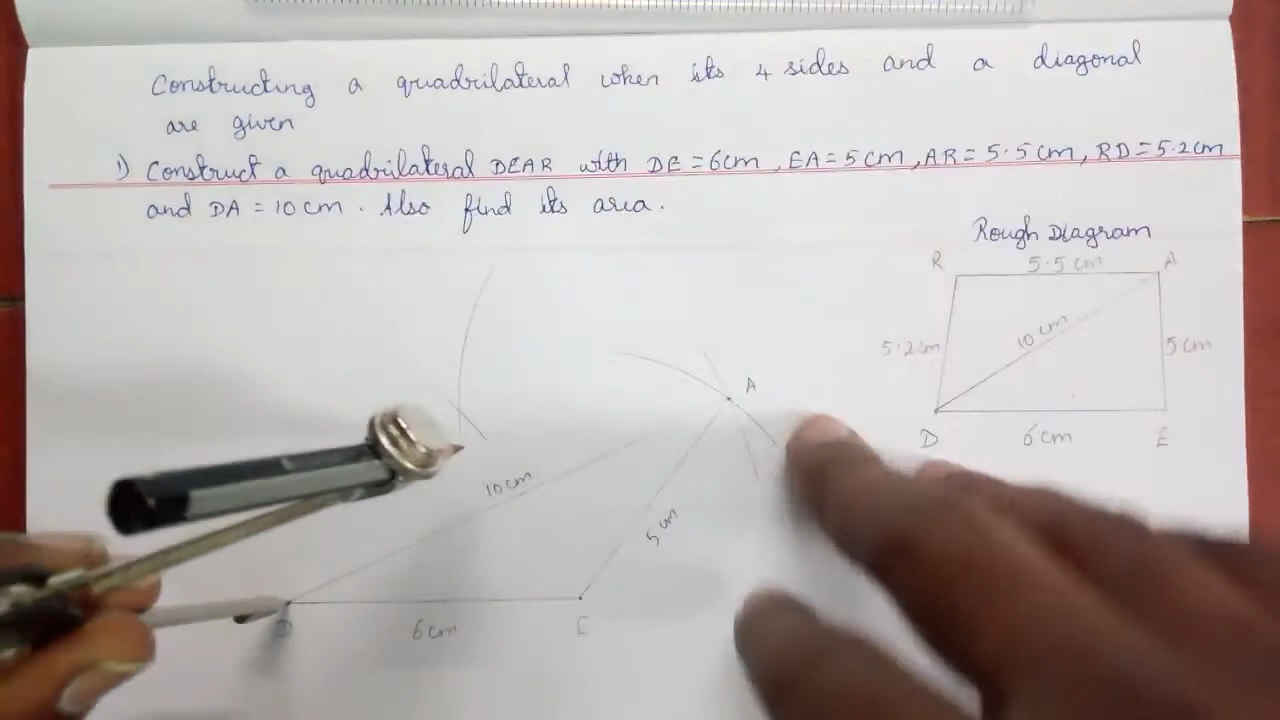 Constructing a quadrilateral when its 4 sides and a diagonal
are given
1) Construct a quadrilateral DEAR with DE = 6cm, EA = 5cm, AR = 5.5cm, RD = 5.2cm
and DA = 10cm. Also find its area.
Rough Diagram
R 5.5 cm A
5.2cm 10 cm 5 cm
D 6 cm E
A
10 cm
5 cm
D 6cm E